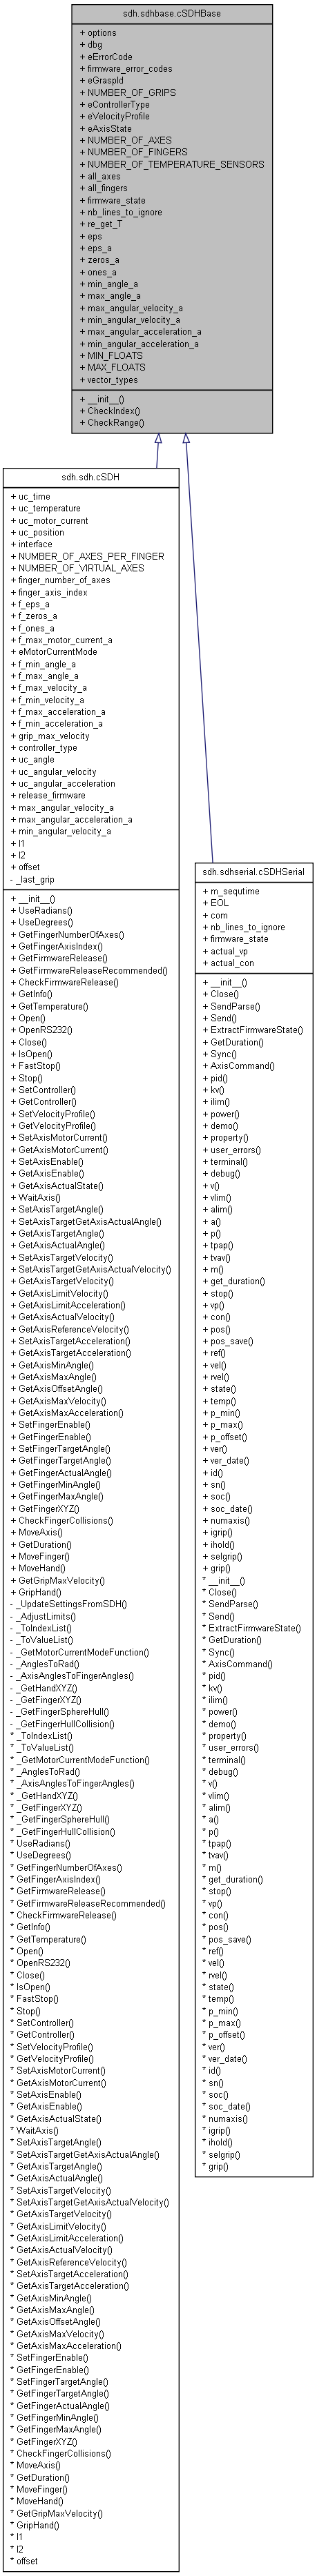 sdh.sdhbase.cSDHBase
+ options
+ dbg
+ eErrorCode
+ firmware_error_codes
+ eGraspId
+ NUMBER_OF_GRIPS
+ eControllerType
+ eVelocityProfile
+ eAxisState
+ NUMBER_OF_AXES
+ NUMBER_OF_FINGERS
+ NUMBER_OF_TEMPERATURE_SENSORS
+ all_axes
+ all_fingers
+ firmware_state
+ nb_lines_to_ignore
+ re_get_T
+ eps
+ eps_a
+ zeros_a
+ ones_a
+ min_angle_a
+ max_angle_a
+ max_angular_velocity_a
+ min_angular_velocity_a
+ max_angular_acceleration_a
+ min_angular_acceleration_a
+ MIN_FLOATS
+ MAX_FLOATS
+ vector_types
+ __init__()
+ CheckIndex()
+ CheckRange()
sdh.sdh.cSDH
+ uc_time
+ uc_temperature
+ uc_motor_current
+ uc_position
+ interface
+ NUMBER_OF_AXES_PER_FINGER
+ NUMBER_OF_VIRTUAL_AXES
+ finger_number_of_axes
+ finger_axis_index
+ f_eps_a
+ f_zeros_a
+ f_ones_a
+ f_max_motor_current_a
+ eMotorCurrentMode
+ f_min_angle_a
+ f_max_angle_a
+ f_max_velocity_a
+ f_min_velocity_a
+ f_max_acceleration_a
+ f_min_acceleration_a
+ grip_max_velocity
+ controller_type
+ uc_angle
+ uc_angular_velocity
+ uc_angular_acceleration
+ release_firmware
+ max_angular_velocity_a
+ max_angular_acceleration_a
+ min_angular_velocity_a
+ l1
+ l2
+ offset
- _last_grip
+ __init__()
+ UseRadians()
+ UseDegrees()
+ GetFingerNumberOfAxes()
+ GetFingerAxisIndex()
+ GetFirmwareRelease()
+ GetFirmwareReleaseRecommended()
+ CheckFirmwareRelease()
+ GetInfo()
+ GetTemperature()
+ Open()
+ OpenRS232()
+ Close()
+ IsOpen()
+ FastStop()
+ Stop()
+ SetController()
+ GetController()
+ SetVelocityProfile()
+ GetVelocityProfile()
+ SetAxisMotorCurrent()
+ GetAxisMotorCurrent()
+ SetAxisEnable()
+ GetAxisEnable()
+ GetAxisActualState()
+ WaitAxis()
+ SetAxisTargetAngle()
+ SetAxisTargetGetAxisActualAngle()
+ GetAxisTargetAngle()
+ GetAxisActualAngle()
+ SetAxisTargetVelocity()
+ SetAxisTargetGetAxisActualVelocity()
+ GetAxisTargetVelocity()
+ GetAxisLimitVelocity()
+ GetAxisLimitAcceleration()
+ GetAxisActualVelocity()
+ GetAxisReferenceVelocity()
+ SetAxisTargetAcceleration()
+ GetAxisTargetAcceleration()
+ GetAxisMinAngle()
+ GetAxisMaxAngle()
+ GetAxisOffsetAngle()
+ GetAxisMaxVelocity()
+ GetAxisMaxAcceleration()
+ SetFingerEnable()
+ GetFingerEnable()
+ SetFingerTargetAngle()
+ GetFingerTargetAngle()
+ GetFingerActualAngle()
+ GetFingerMinAngle()
+ GetFingerMaxAngle()
+ GetFingerXYZ()
+ CheckFingerCollisions()
+ MoveAxis()
+ GetDuration()
+ MoveFinger()
+ MoveHand()
+ GetGripMaxVelocity()
+ GripHand()
- _UpdateSettingsFromSDH()
- _AdjustLimits()
- _ToIndexList()
- _ToValueList()
- _GetMotorCurrentModeFunction()
- _AnglesToRad()
- _AxisAnglesToFingerAngles()
- _GetHandXYZ()
- _GetFingerXYZ()
- _GetFingerSphereHull()
- _GetFingerHullCollision()
* _ToIndexList()
* _ToValueList()
* _GetMotorCurrentModeFunction()
* _AnglesToRad()
* _AxisAnglesToFingerAngles()
* _GetHandXYZ()
* _GetFingerXYZ()
* _GetFingerSphereHull()
* _GetFingerHullCollision()
* UseRadians()
* UseDegrees()
* GetFingerNumberOfAxes()
* GetFingerAxisIndex()
* GetFirmwareRelease()
* GetFirmwareReleaseRecommended()
* CheckFirmwareRelease()
* GetInfo()
* GetTemperature()
* Open()
* OpenRS232()
* Close()
* IsOpen()
* FastStop()
* Stop()
* SetController()
* GetController()
* SetVelocityProfile()
* GetVelocityProfile()
* SetAxisMotorCurrent()
* GetAxisMotorCurrent()
* SetAxisEnable()
* GetAxisEnable()
* GetAxisActualState()
* WaitAxis()
* SetAxisTargetAngle()
* SetAxisTargetGetAxisActualAngle()
* GetAxisTargetAngle()
* GetAxisActualAngle()
* SetAxisTargetVelocity()
* SetAxisTargetGetAxisActualVelocity()
* GetAxisTargetVelocity()
* GetAxisLimitVelocity()
* GetAxisLimitAcceleration()
* GetAxisActualVelocity()
* GetAxisReferenceVelocity()
* SetAxisTargetAcceleration()
* GetAxisTargetAcceleration()
* GetAxisMinAngle()
* GetAxisMaxAngle()
* GetAxisOffsetAngle()
* GetAxisMaxVelocity()
* GetAxisMaxAcceleration()
* SetFingerEnable()
* GetFingerEnable()
* SetFingerTargetAngle()
* GetFingerTargetAngle()
* GetFingerActualAngle()
* GetFingerMinAngle()
* GetFingerMaxAngle()
* GetFingerXYZ()
* CheckFingerCollisions()
* MoveAxis()
* GetDuration()
* MoveFinger()
* MoveHand()
* GetGripMaxVelocity()
* GripHand()
* l1
* l2
* offset
sdh.sdhserial.cSDHSerial
+ m_sequtime
+ EOL
+ com
+ nb_lines_to_ignore
+ firmware_state
+ actual_vp
+ actual_con
+ __init__()
+ Close()
+ SendParse()
+ Send()
+ ExtractFirmwareState()
+ GetDuration()
+ Sync()
+ AxisCommand()
+ pid()
+ kv()
+ ilim()
+ power()
+ demo()
+ property()
+ user_errors()
+ terminal()
+ debug()
+ v()
+ vlim()
+ alim()
+ a()
+ p()
+ tpap()
+ tvav()
+ m()
+ get_duration()
+ stop()
+ vp()
+ con()
+ pos()
+ pos_save()
+ ref()
+ vel()
+ rvel()
+ state()
+ temp()
+ p_min()
+ p_max()
+ p_offset()
+ ver()
+ ver_date()
+ id()
+ sn()
+ soc()
+ soc_date()
+ numaxis()
+ igrip()
+ ihold()
+ selgrip()
+ grip()
* __init__()
* Close()
* SendParse()
* Send()
* ExtractFirmwareState()
* GetDuration()
* Sync()
* AxisCommand()
* pid()
* kv()
* ilim()
* power()
* demo()
* property()
* user_errors()
* terminal()
* debug()
* v()
* vlim()
* alim()
* a()
* p()
* tpap()
* tvav()
* m()
* get_duration()
* stop()
* vp()
* con()
* pos()
* pos_save()
* ref()
* vel()
* rvel()
* state()
* temp()
* p_min()
* p_max()
* p_offset()
* ver()
* ver_date()
* id()
* sn()
* soc()
* soc_date()
* numaxis()
* igrip()
* ihold()
* selgrip()
* grip()